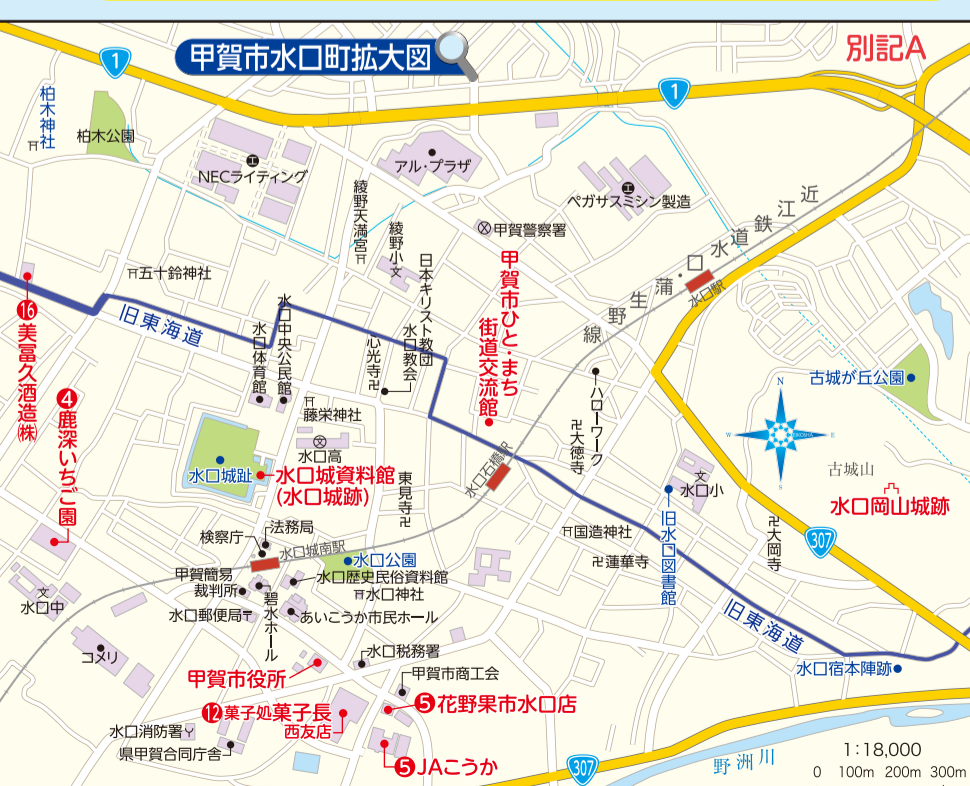 甲賀市水口町拡大図
別記A
1
1
柏木神社
柏木公園
NECライティング
アル・プラザ
ペガサスミシン製造
綾野天満宮
綾野小
文
甲賀警察署
日本キリスト教団
水口教会
甲賀市ひと・まち
街道交流館
近江鉄道水口・蒲生野線
水口駅
五十鈴神社
旧東海道
水口中央公民館
水口体育館
心光寺
⓰美冨久酒造㈱
❹鹿深いちご園
藤栄神社
文
水口高
水口城趾
水口城資料館
(水口城跡)
東見寺
水口石橋駅
ハローワーク
大徳寺
古城が丘公園
N
W
E
S
古城山
水口岡山城跡
文
水口小
旧水口図書館
国造神社
蓮華寺
大岡寺
307
検察庁
法務局
水口城南駅
水口公園
甲賀簡易
裁判所
水口歴史民俗資料館
水口神社
水口郵便局
碧水ホール
あいこうか市民ホール
文
水口中
コメリ
水口税務署
甲賀市役所
甲賀市商工会
❺花野果市水口店
⓬菓子処菓子長
西友店
水口消防署
県甲賀合同庁舎
❺JAこうか
旧東海道
水口宿本陣跡
307
野洲川
1:18,000
0 100m 200m 300m